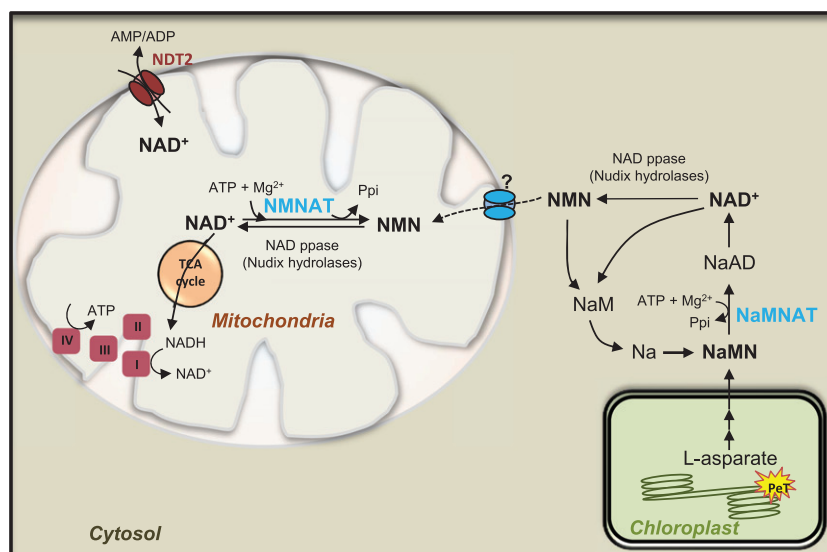 AMP/ADP
NDT2
NAD⁺
ATP + Mg²⁺
Ppi
NMNAT
NAD⁺
NMN
NAD ppase
(Nudix hydrolases)
TCA
cycle
Mitochondria
ATP
IV
III
II
I
NADH
NAD⁺
?
NAD ppase
(Nudix hydrolases)
NMN
NAD⁺
NaAD
NaM
ATP + Mg²⁺
NaMNAT
Ppi
Na
NaMN
L-asparate
PeT
Chloroplast
Cytosol